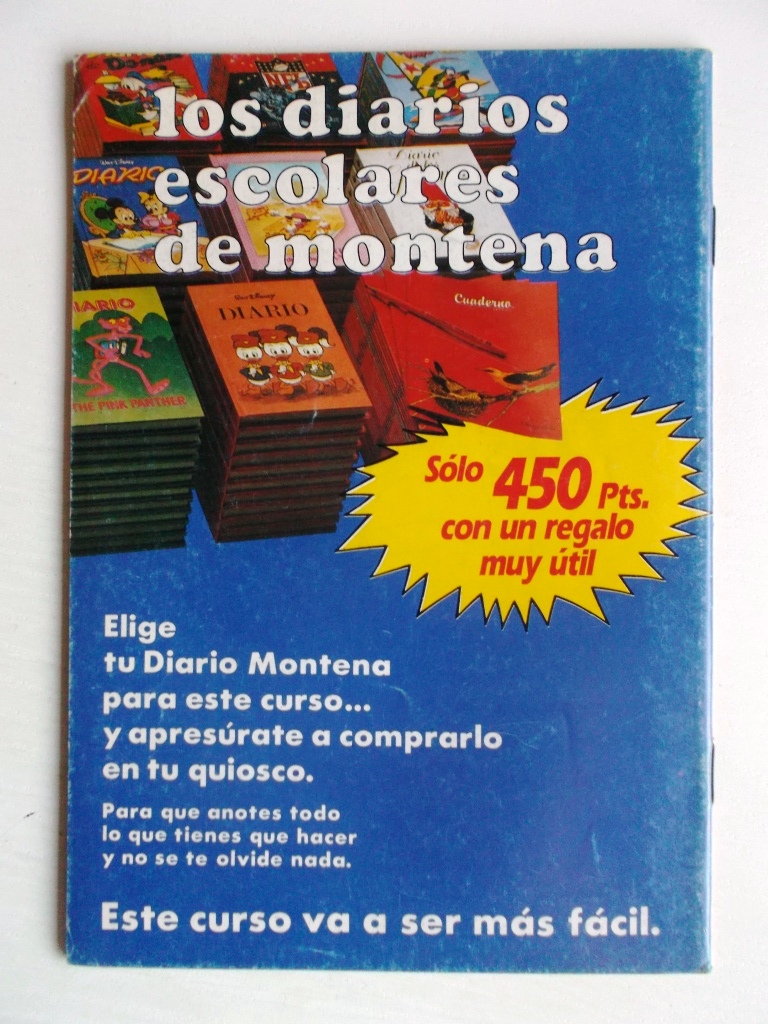 los diarios
escolares
de montena
NFL
Walt Disney
DIARIO
Diario
DIARIO
THE PINK PANTHER
Walt Disney
DIARIO
Cuaderno
Sólo 450 Pts.
con un regalo
muy útil
Elige
tu Diario Montena
para este curso...
y apresúrate a comprarlo
en tu quiosco.
Para que anotes todo
lo que tienes que hacer
y no se te olvide nada.
Este curso va a ser más fácil.